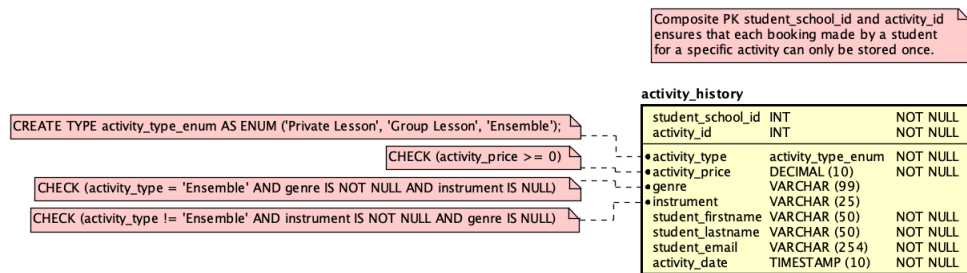 Composite PK student_school_id and activity_id
ensures that each booking made by a student
for a specific activity can only be stored once.
activity_history
student_school_id INT NOT NULL
activity_id INT NOT NULL
CREATE TYPE activity_type_enum AS ENUM ('Private Lesson', 'Group Lesson', 'Ensemble');
CHECK (activity_price >= 0)
CHECK (activity_type = 'Ensemble' AND genre IS NOT NULL AND instrument IS NULL)
CHECK (activity_type != 'Ensemble' AND instrument IS NOT NULL AND genre IS NULL)
activity_type activity_type_enum NOT NULL
activity_price DECIMAL (10) NOT NULL
genre VARCHAR (99)
instrument VARCHAR (25)
student_firstname VARCHAR (50) NOT NULL
student_lastname VARCHAR (50) NOT NULL
student_email VARCHAR (254) NOT NULL
activity_date TIMESTAMP (10) NOT NULL